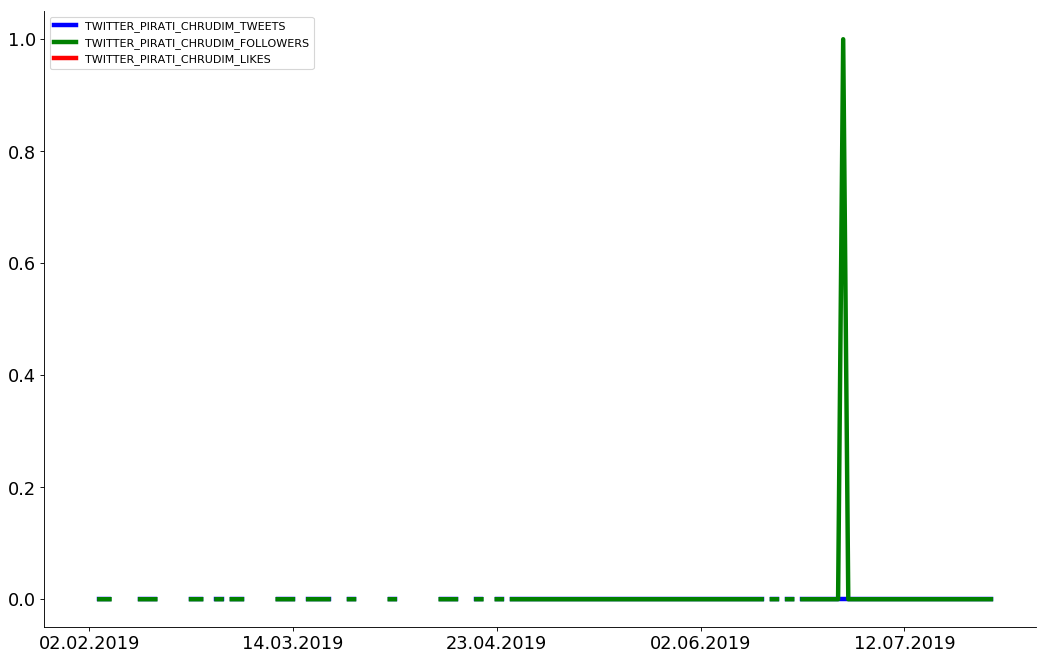 TWITTER_PIRATI_CHRUDIM_TWEETS
TWITTER_PIRATI_CHRUDIM_FOLLOWERS
TWITTER_PIRATI_CHRUDIM_LIKES
1.0
0.8
0.6
0.4
0.2
0.0
02.02.2019 14.03.2019 23.04.2019 02.06.2019 12.07.2019